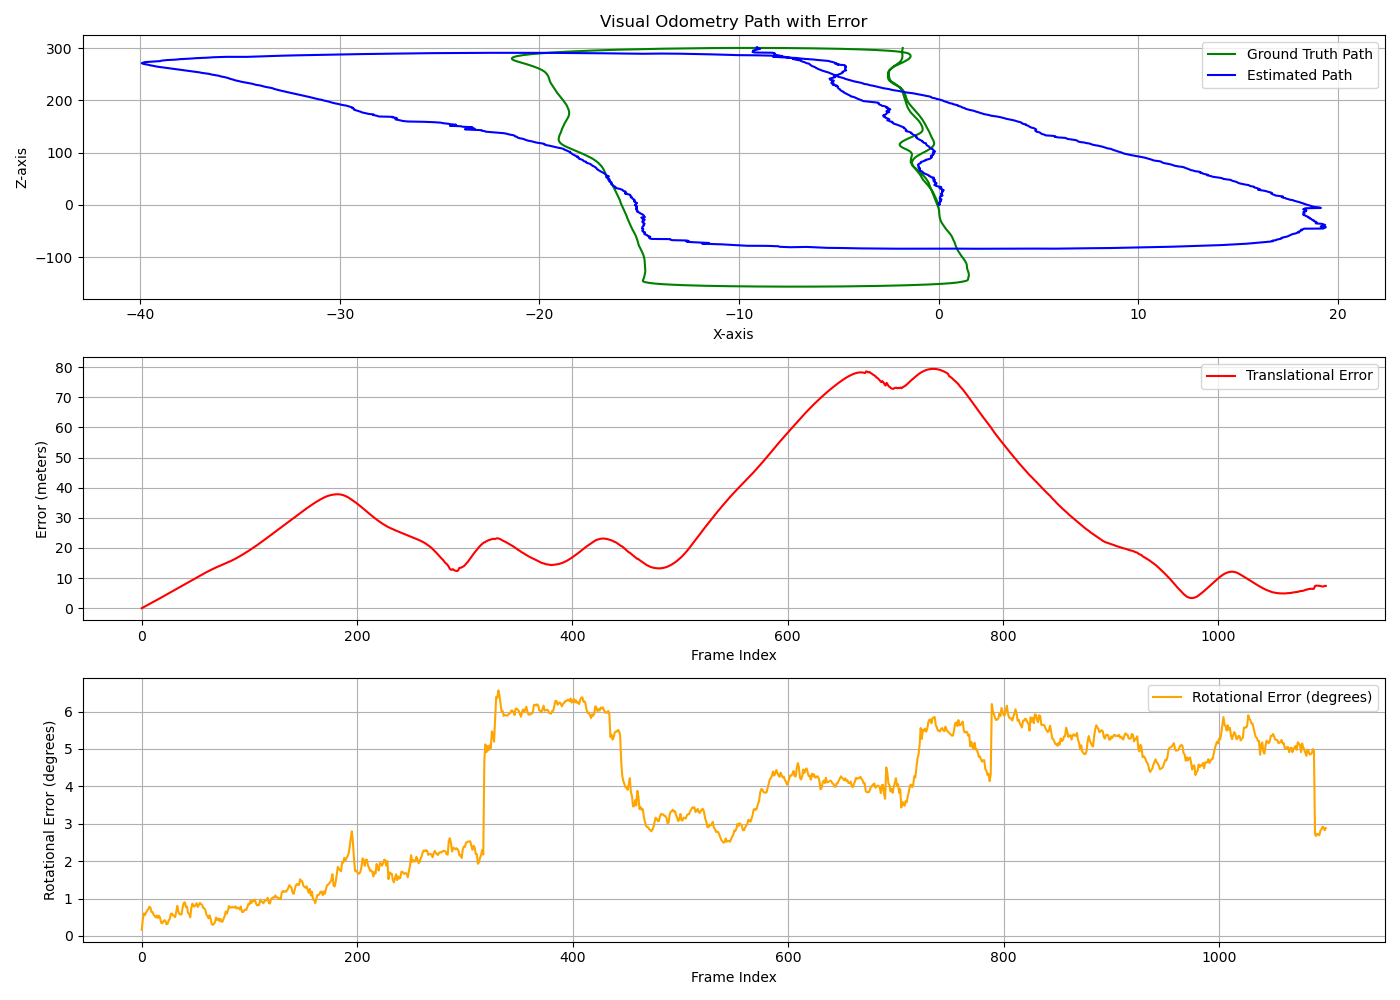 Visual Odometry Path with Error
Z-axis
300
200
100
0
−100
Ground Truth Path
Estimated Path
−40 −30 −20 −10 0 10 20
X-axis
Error (meters)
80
70
60
50
40
30
20
10
0
Translational Error
0 200 400 600 800 1000
Frame Index
Rotational Error (degrees)
6
5
4
3
2
1
0
Rotational Error (degrees)
0 200 400 600 800 1000
Frame Index